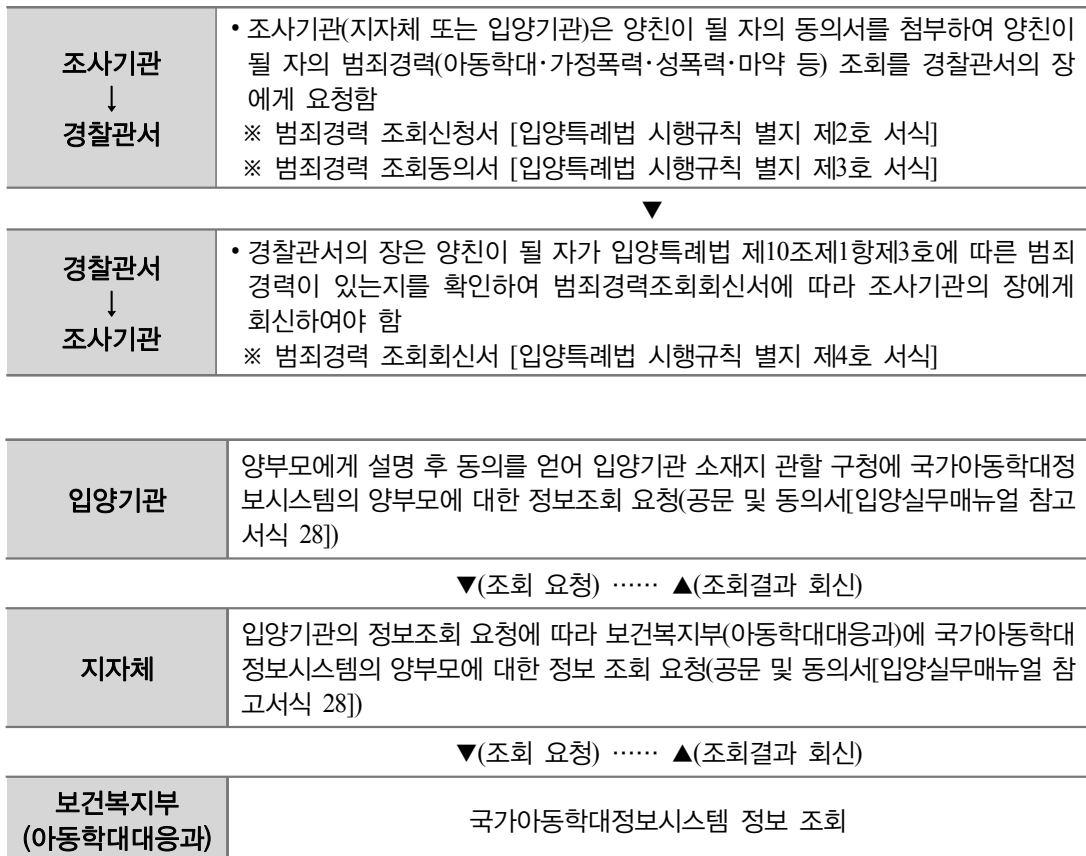 조사기관
↓
경찰관서
• 조사기관(지자체 또는 입양기관)은 양친이 될 자의 동의서를 첨부하여 양친이
될 자의 범죄경력(아동학대·가정폭력·성폭력·마약 등) 조회를 경찰관서의 장
에게 요청함
※ 범죄경력 조회신청서 [입양특례법 시행규칙 별지 제2호 서식]
※ 범죄경력 조회동의서 [입양특례법 시행규칙 별지 제3호 서식]
▼
경찰관서
↓
조사기관
• 경찰관서의 장은 양친이 될 자가 입양특례법 제10조제1항제3호에 따른 범죄
경력이 있는지를 확인하여 범죄경력조회회신서에 따라 조사기관의 장에게
회신하여야 함
※ 범죄경력 조회회신서 [입양특례법 시행규칙 별지 제4호 서식]
입양기관
양부모에게 설명 후 동의를 얻어 입양기관 소재지 관할 구청에 국가아동학대정
보시스템의 양부모에 대한 정보조회 요청(공문 및 동의서[입양실무매뉴얼 참고
서식 28])
▼(조회 요청) ⋯⋯ ▲(조회결과 회신)
지자체
입양기관의 정보조회 요청에 따라 보건복지부(아동학대대응과)에 국가아동학대
정보시스템의 양부모에 대한 정보 조회 요청(공문 및 동의서[입양실무매뉴얼 참
고서식 28])
▼(조회 요청) ⋯⋯ ▲(조회결과 회신)
보건복지부
(아동학대대응과)
국가아동학대정보시스템 정보 조회